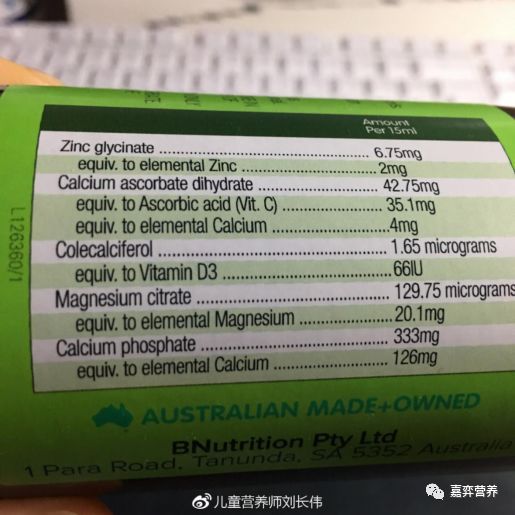 Amount
Per 15ml
Zinc glycinate ........ 6.75mg
equiv. to elemental Zinc ........ 2mg
Calcium ascorbate dihydrate ........ 42.75mg
equiv. to Ascorbic acid (Vit. C) ........ 35.1mg
equiv. to elemental Calcium ........ 4mg
Colecalciferol ........ 1.65 micrograms
equiv. to Vitamin D3 ........ 66IU
Magnesium citrate ........ 129.75 micrograms
equiv. to elemental Magnesium ........ 20.1mg
Calcium phosphate ........ 333mg
equiv. to elemental Calcium ........ 126mg
L126360/1
AUSTRALIAN MADE+OWNED
BNutrition Pty Ltd
1 Para Road, Tanunda, SA 5352 Australia
儿童营养师刘长伟
嘉弈营养